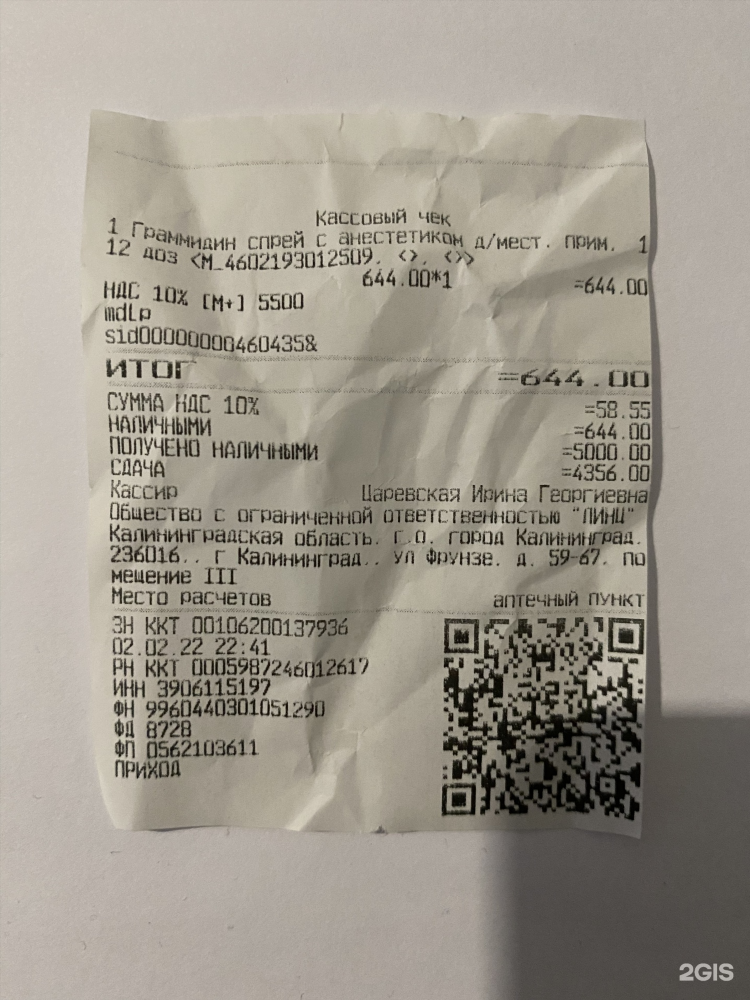 Кассовый чек
1 Граммидин спрей с анестетиком д/мест. прим. 1
12 доз <M_4602193012509, <>, <>>
644.00*1 =644.00
НДС 10% [M+] 5500
mdlp
sid00000000460435&
ИТОГ =644.00
СУММА НДС 10% =58.55
НАЛИЧНЫМИ =644.00
ПОЛУЧЕНО НАЛИЧНЫМИ =5000.00
СДАЧА =4356.00
Кассир Царевская Ирина Георгиевна
Общество с ограниченной ответственностью "ЛИНЦ"
Калининградская область, г.о. город Калининград,
236016,, г Калининград,, ул Фрунзе, д. 59-67, по
мещение III
Место расчетов аптечный ПУНКТ
ЗН ККТ 00106200137936
02.02.22 22:41
РН ККТ 0005987246012617
ИНН 3906115197
ФН 9960440301051290
ФД 8728
ФП 0562103611
ПРИХОД
2GIS